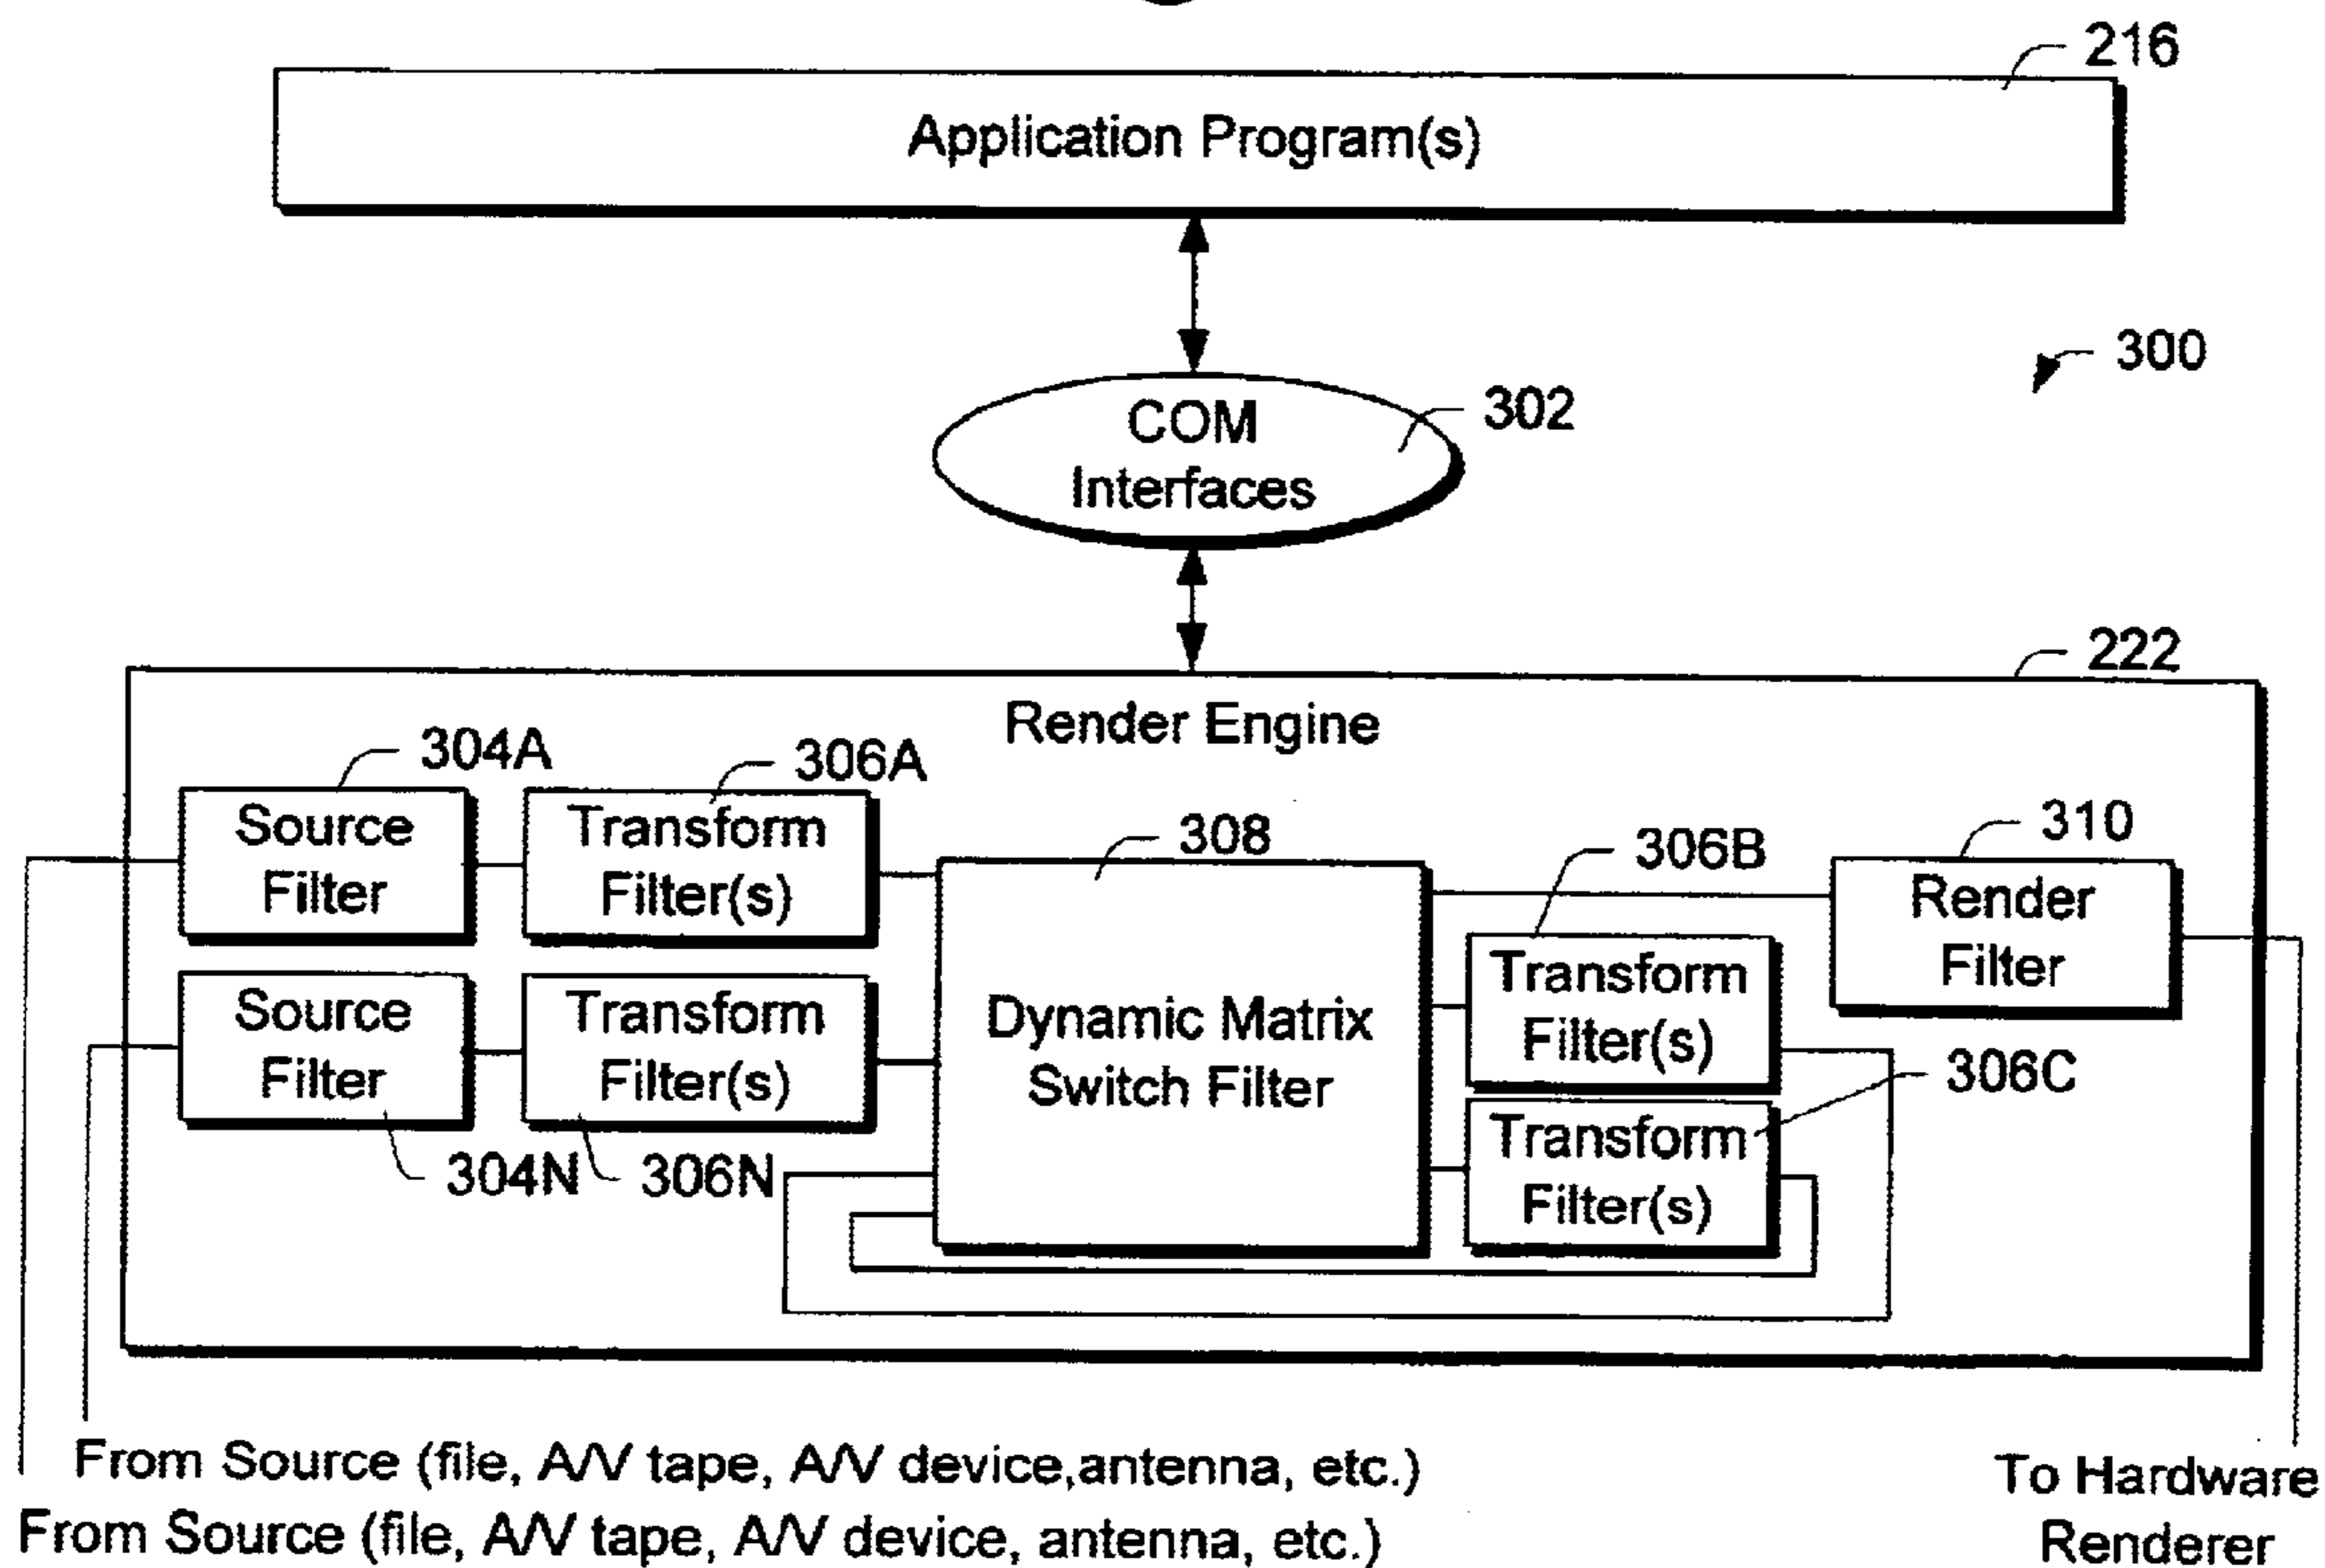 216
Application Program(s)
300
COM
Interfaces
302
222
Render Engine
304A
306A
Source
Filter
Transform
Filter(s)
308
306B
310
Render
Filter
Source
Filter
Transform
Filter(s)
Dynamic Matrix
Switch Filter
Transform
Filter(s)
306C
Transform
Filter(s)
304N
306N
From Source (file, A/V tape, A/V device,antenna, etc.)
From Source (file, A/V tape, A/V device, antenna, etc.)
To Hardware
Renderer